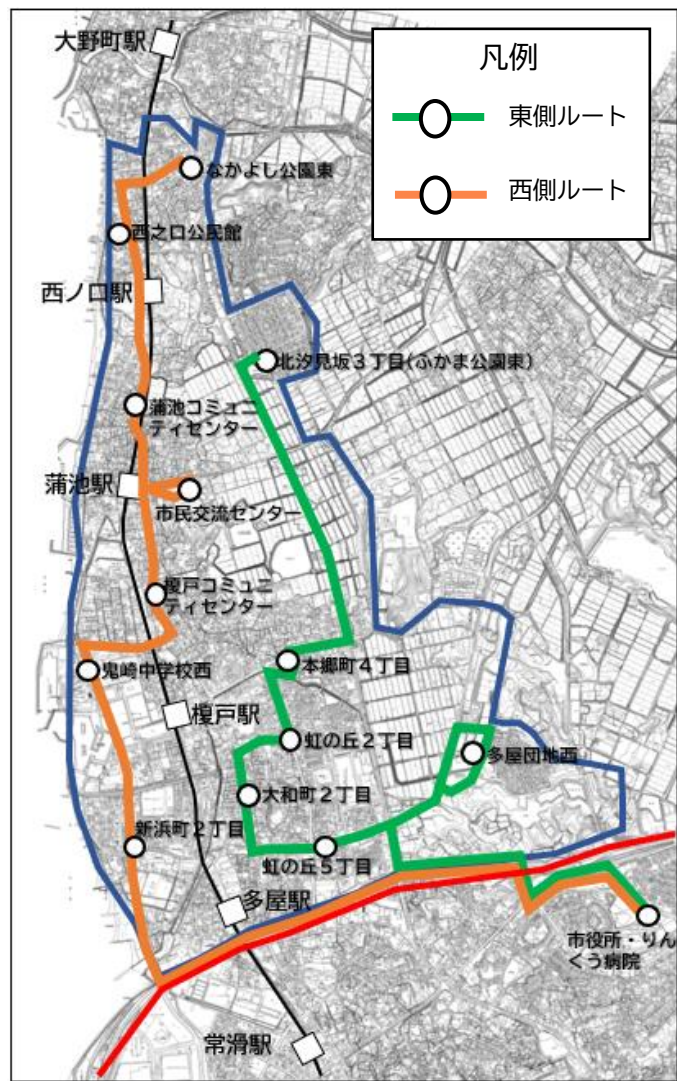 大野町駅
凡例
東側ルート
西側ルート
なかよし公園東
西之口公民館
西ノ口駅
北汐見坂3丁目(ふかま公園東)
蒲池コミュニ
ティセンター
蒲池駅
市民交流センター
榎戸コミュニ
ティセンター
本郷町4丁目
鬼崎中学校西
榎戸駅
虹の丘2丁目
多屋団地西
大和町2丁目
新浜町2丁目
虹の丘5丁目
多屋駅
市役所・りん
くう病院
常滑駅